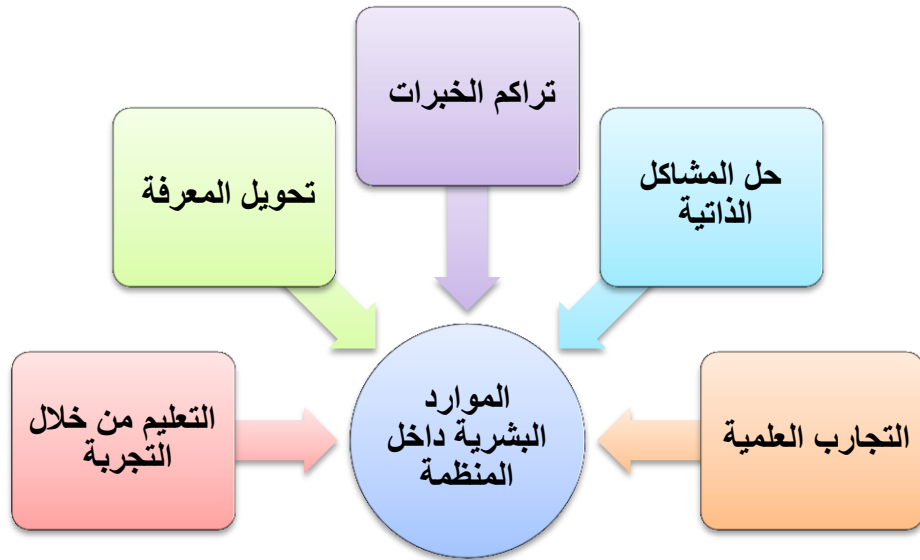 تراكم الخبرات
حل المشاكل
الذاتية
تحويل المعرفة
التجارب العلمية
الموارد
البشرية داخل
المنظمة
التعليم من خلال
التجربة